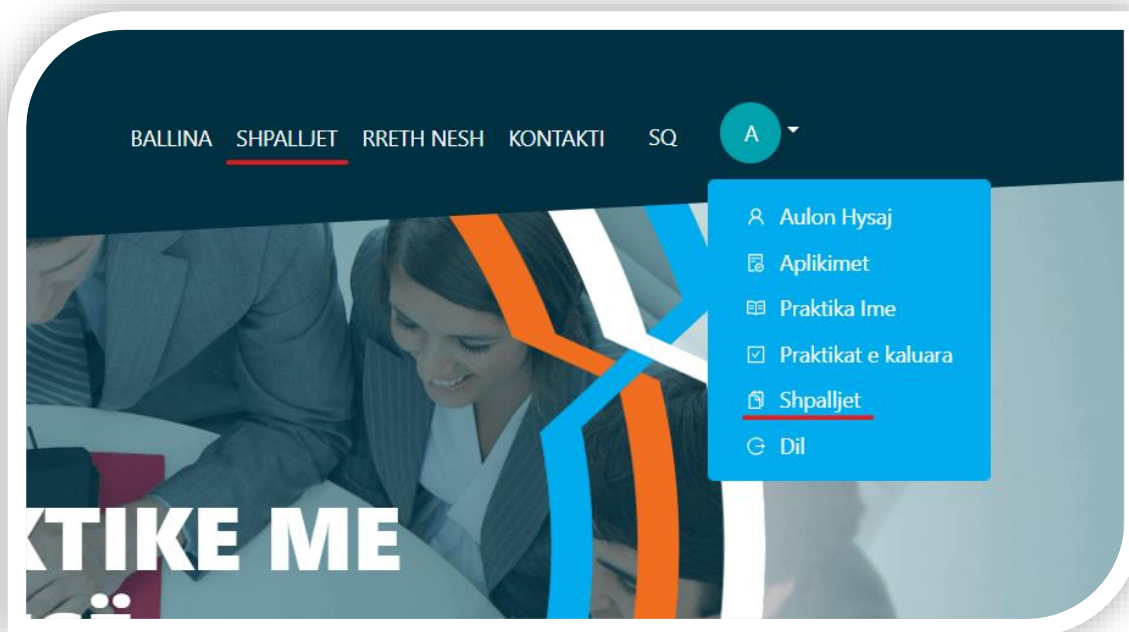 BALLINA SHPALLJET RRETH NESH KONTAKTI SQ A
Aulon Hysaj
Aplikimet
Praktika Ime
Praktikat e kaluara
Shpalljet
Dil
KTIKE ME